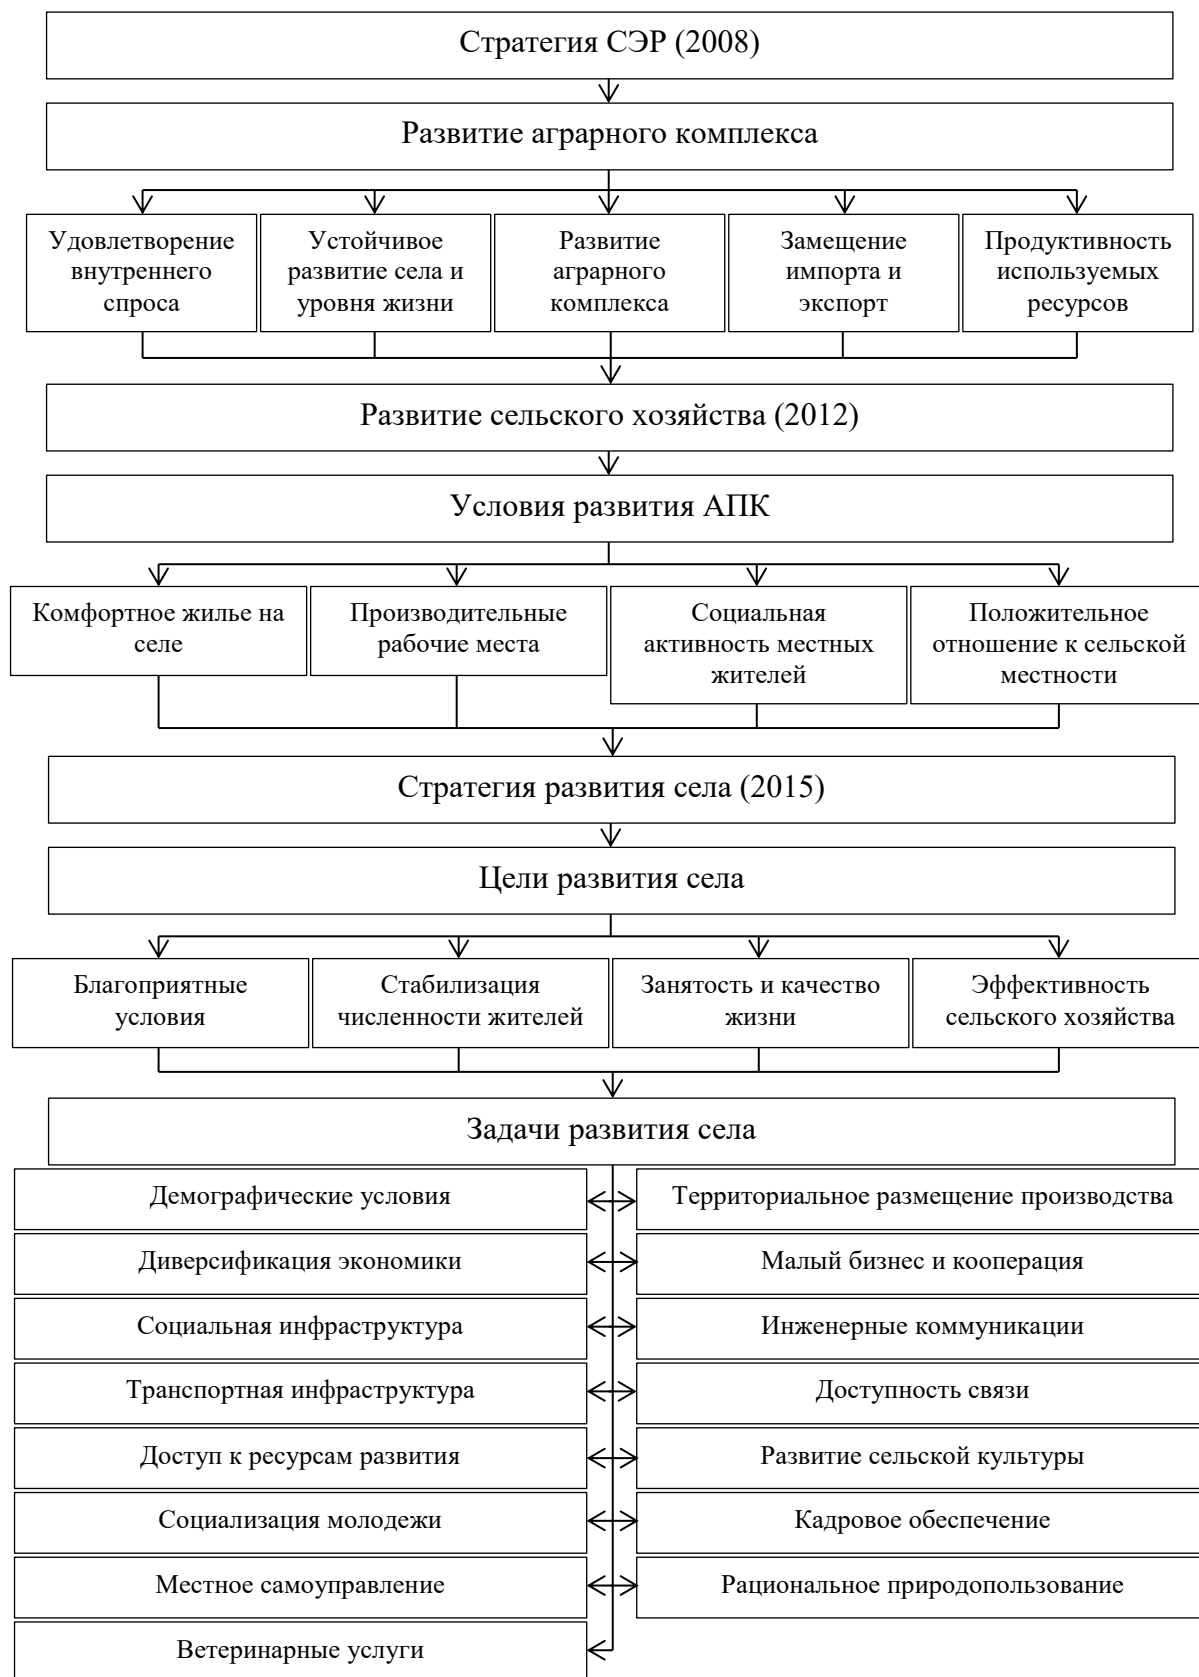 Стратегия СЭР (2008)
Развитие аграрного комплекса
Удовлетворение
внутреннего
спроса
Устойчивое
развитие села и
уровня жизни
Развитие
аграрного
комплекса
Замещение
импорта и
экспорт
Продуктивность
используемых
ресурсов
Развитие сельского хозяйства (2012)
Условия развития АПК
Комфортное жилье на
селе
Производительные
рабочие места
Социальная
активность местных
жителей
Положительное
отношение к сельской
местности
Стратегия развития села (2015)
Цели развития села
Благоприятные
условия
Стабилизация
численности жителей
Занятость и качество
жизни
Эффективность
сельского хозяйства
Задачи развития села
Демографические условия
Территориальное размещение производства
Диверсификация экономики
Малый бизнес и кооперация
Социальная инфраструктура
Инженерные коммуникации
Транспортная инфраструктура
Доступность связи
Доступ к ресурсам развития
Развитие сельской культуры
Социализация молодежи
Кадровое обеспечение
Местное самоуправление
Рациональное природопользование
Ветеринарные услуги